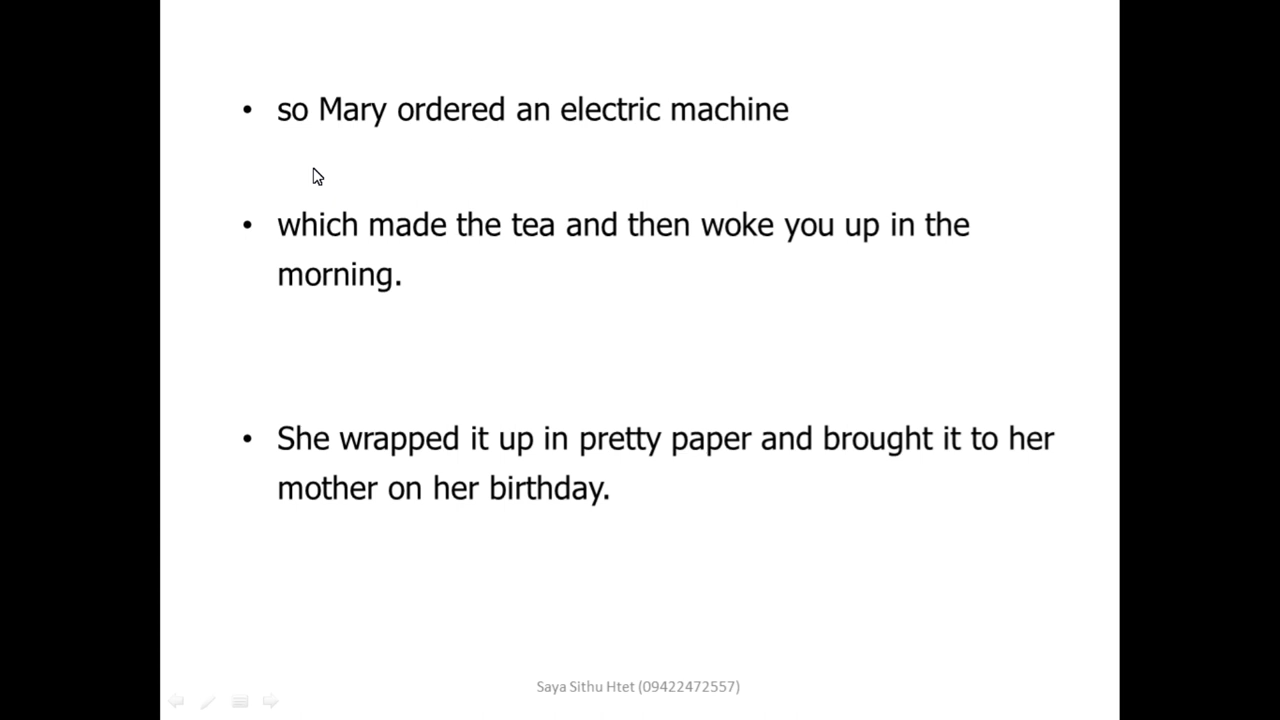 • so Mary ordered an electric machine
• which made the tea and then woke you up in the
morning.
• She wrapped it up in pretty paper and brought it to her
mother on her birthday.
Saya Sithu Htet (09422472557)